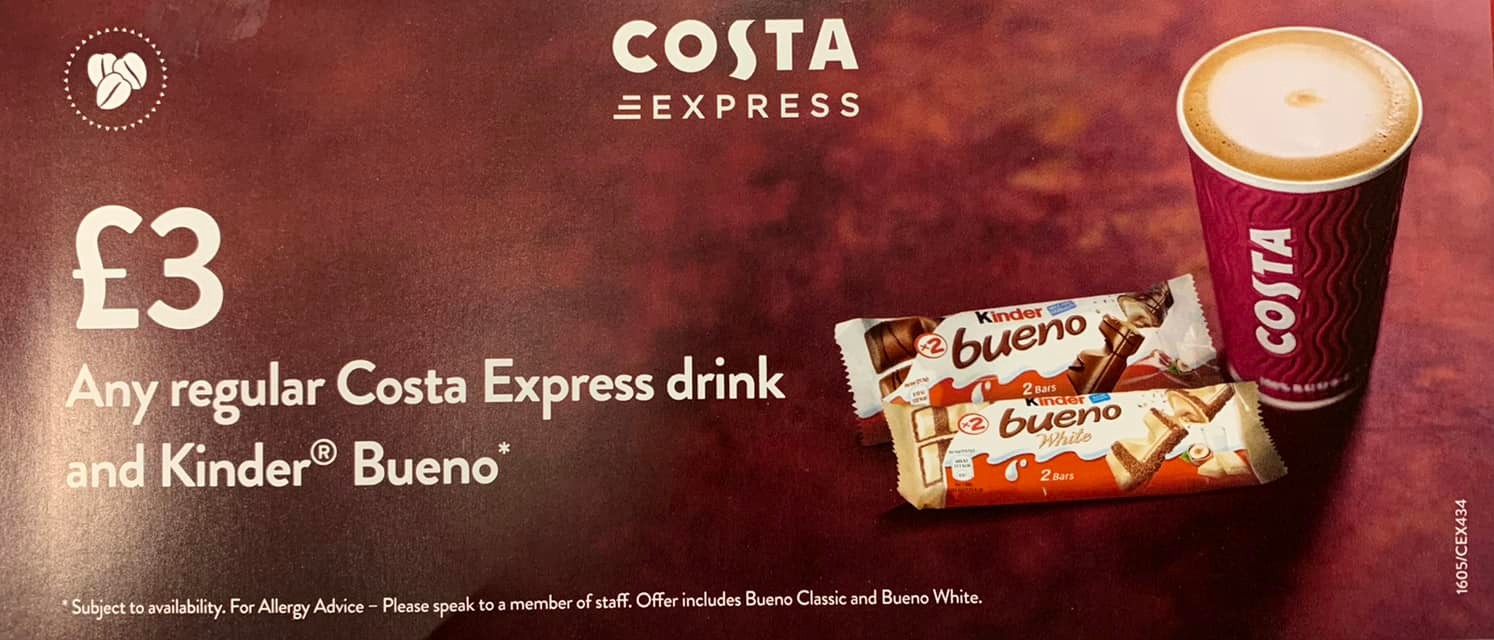 COSTA
EXPRESS
£3
Any regular Costa Express drink
and Kinder® Bueno*
* Subject to availability. For Allergy Advice – Please speak to a member of staff. Offer includes Bueno Classic and Bueno White.
COSTA
Kinder
bueno
x2
2 Bars
Kinder
bueno
White
x2
2 Bars
1605/CEX434